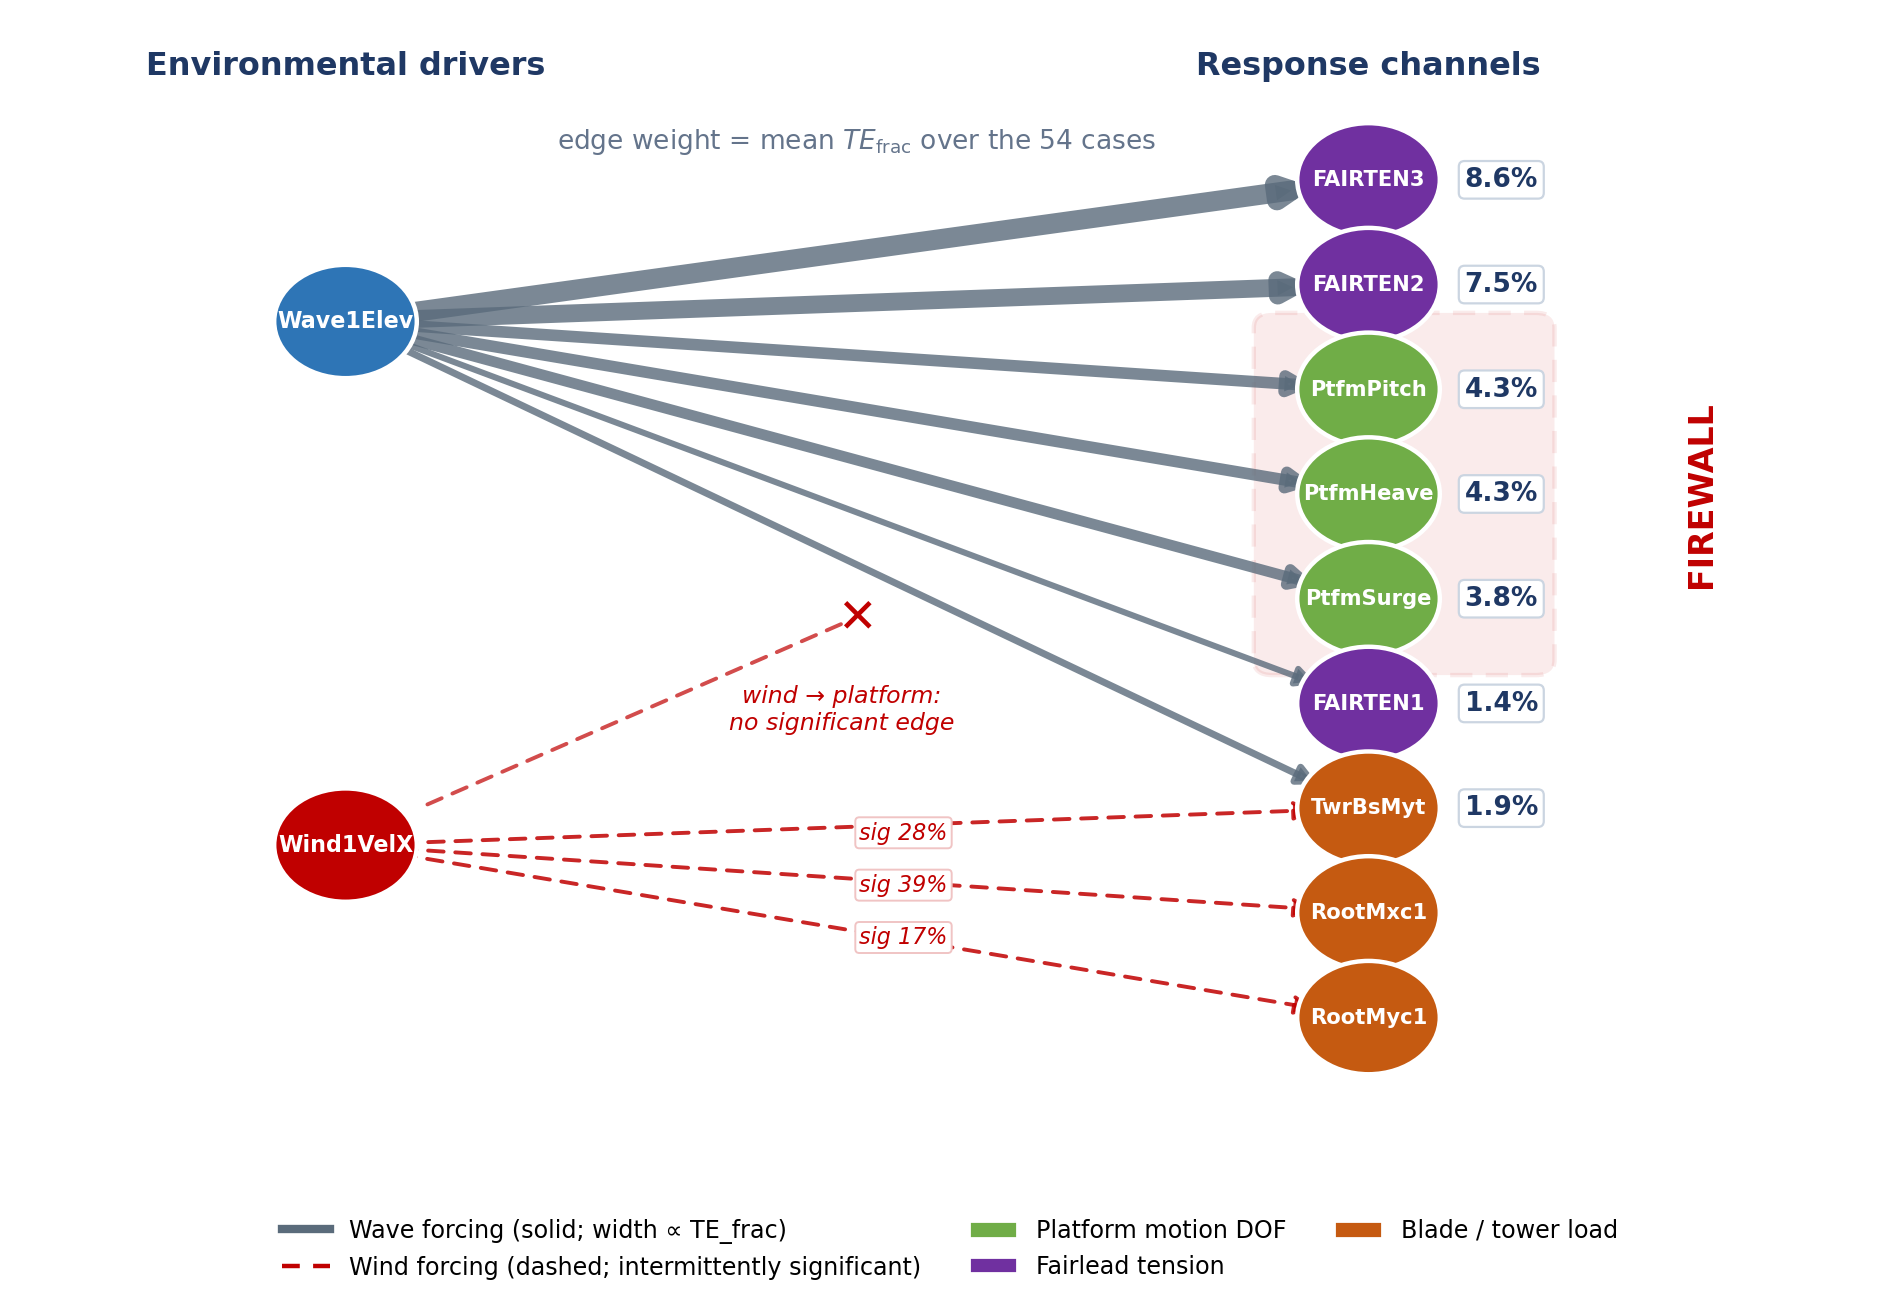 Environmental drivers
Response channels
edge weight = mean TE_frac over the 54 cases
FAIRTEN3
8.6%
FAIRTEN2
7.5%
Wave1Elev
PtfmPitch
4.3%
PtfmHeave
4.3%
FIREWALL
PtfmSurge
3.8%
wind → platform:
no significant edge
FAIRTEN1
1.4%
TwrBsMyt
1.9%
sig 28%
Wind1VelX
sig 39%
RootMxc1
sig 17%
RootMyc1
Wave forcing (solid; width ∝ TE_frac)
Wind forcing (dashed; intermittently significant)
Platform motion DOF
Fairlead tension
Blade / tower load